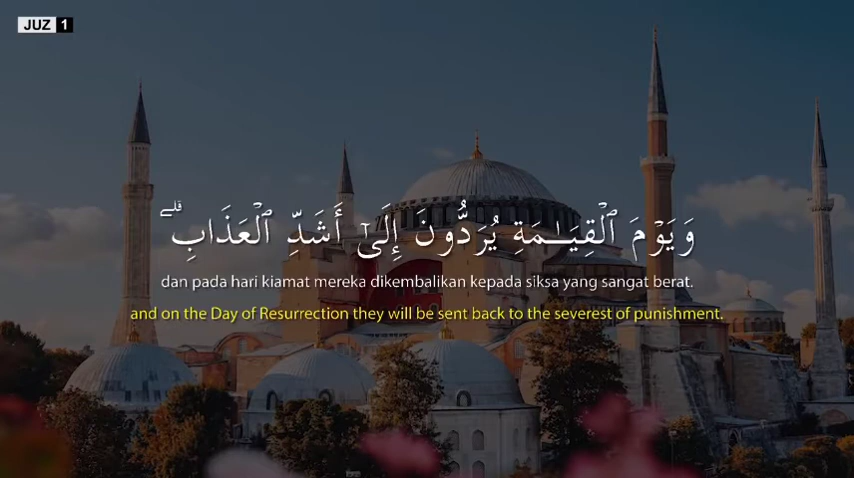 JUZ 1
وَيَوْمَ ٱلْقِيَـٰمَةِ يُرَدُّونَ إِلَىٰٓ أَشَدِّ ٱلْعَذَابِ ۗ
dan pada hari kiamat mereka dikembalikan kepada siksa yang sangat berat.
and on the Day of Resurrection they will be sent back to the severest of punishment.